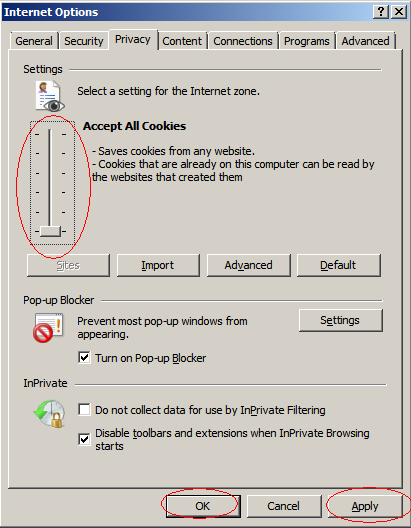 Internet Options
General Security Privacy Content Connections Programs Advanced
Settings
Select a setting for the Internet zone.
Accept All Cookies
- Saves cookies from any website.
- Cookies that are already on this computer can be read by
the websites that created them
Sites Import Advanced Default
Pop-up Blocker
Prevent most pop-up windows from
appearing.
Settings
Turn on Pop-up Blocker
InPrivate
Do not collect data for use by InPrivate Filtering
Disable toolbars and extensions when InPrivate Browsing
starts
OK Cancel Apply